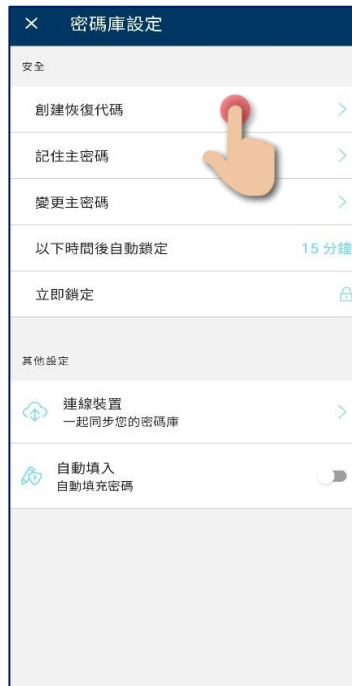 密碼庫設定
安全
創建恢復代碼
記住主密碼
變更主密碼
以下時間後自動鎖定 15 分鐘
立即鎖定
其他設定
連線裝置
一起同步您的密碼庫
自動填入
自動填充密碼